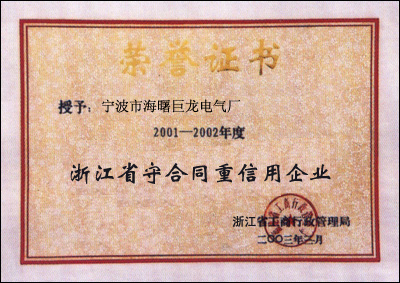 荣誉证书
授予：宁波市海曙巨龙电气厂
2001—2002年度
浙江省守合同重信用企业
浙江省工商行政管理局
二〇〇三年三月